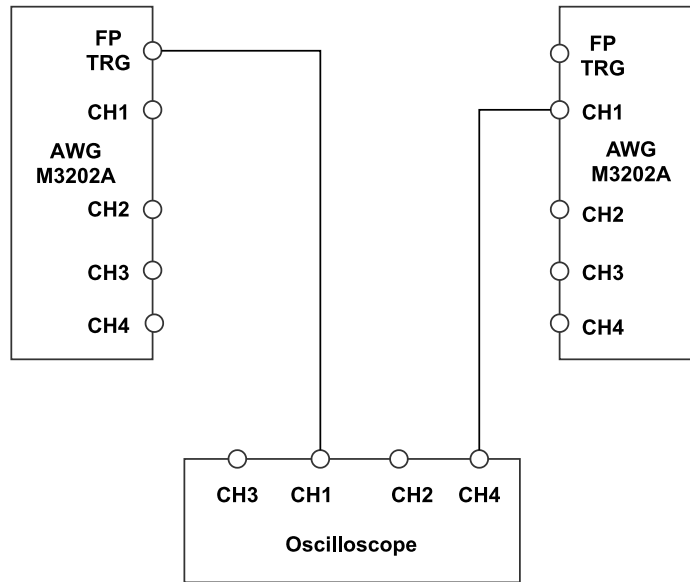 FP
TRG
CH1
AWG
M3202A
CH2
CH3
CH4
FP
TRG
CH1
AWG
M3202A
CH2
CH3
CH4
CH3 CH1 CH2 CH4
Oscilloscope